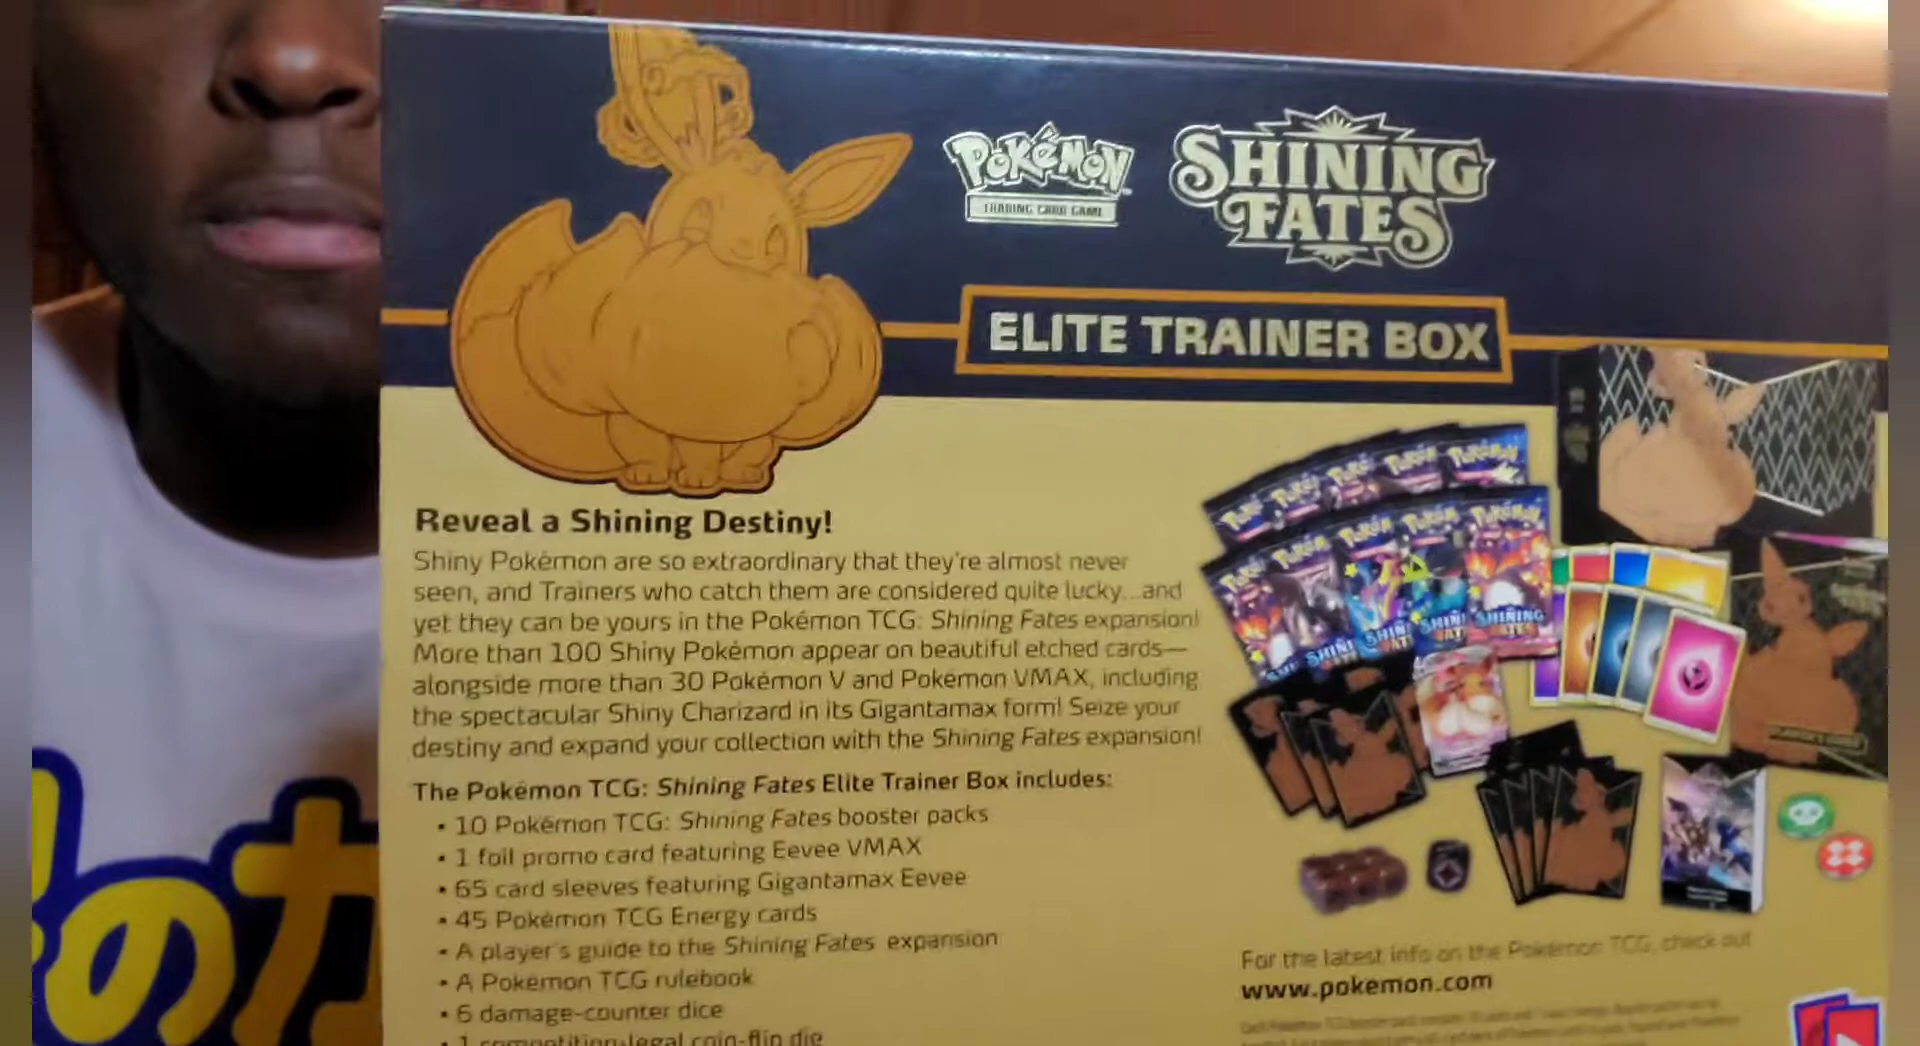 Pokémon
TRADING CARD GAME
SHINING
FATES
ELITE TRAINER BOX
Reveal a Shining Destiny!
Shiny Pokémon are so extraordinary that they're almost never
seen, and Trainers who catch them are considered quite lucky...and
yet they can be yours in the Pokémon TCG: Shining Fates expansion!
More than 100 Shiny Pokémon appear on beautiful etched cards—
alongside more than 30 Pokémon V and Pokémon VMAX, including
the spectacular Shiny Charizard in its Gigantamax form! Seize your
destiny and expand your collection with the Shining Fates expansion!
The Pokémon TCG: Shining Fates Elite Trainer Box includes:
• 10 Pokémon TCG: Shining Fates booster packs
• 1 foil promo card featuring Eevee VMAX
• 65 card sleeves featuring Gigantamax Eevee
• 45 Pokémon TCG Energy cards
• A player's guide to the Shining Fates expansion
• A Pokémon TCG rulebook
• 6 damage-counter dice
• 1 competition-legal coin-flip die
For the latest info on the Pokémon TCG, check out
www.pokemon.com
の